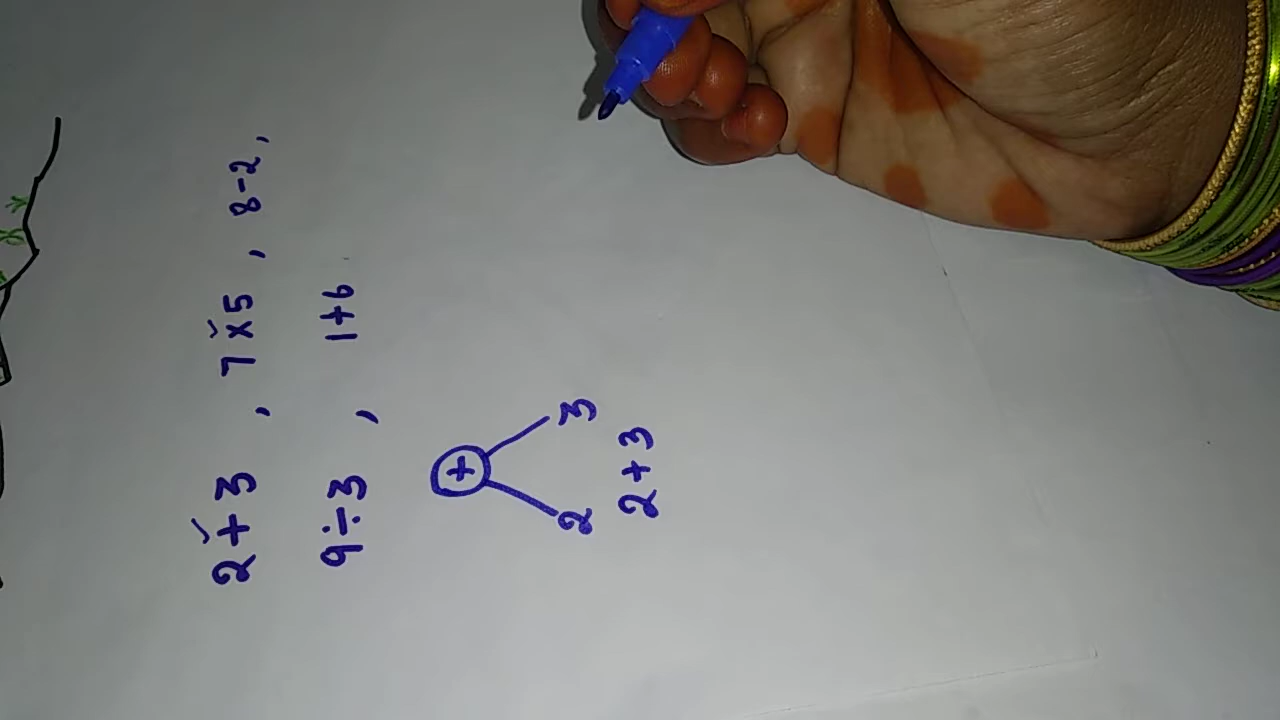 2 + 3 , 7 × 5 , 8 - 2 ,
9 ÷ 3 , 1 + 6
+
2 3
2 + 3